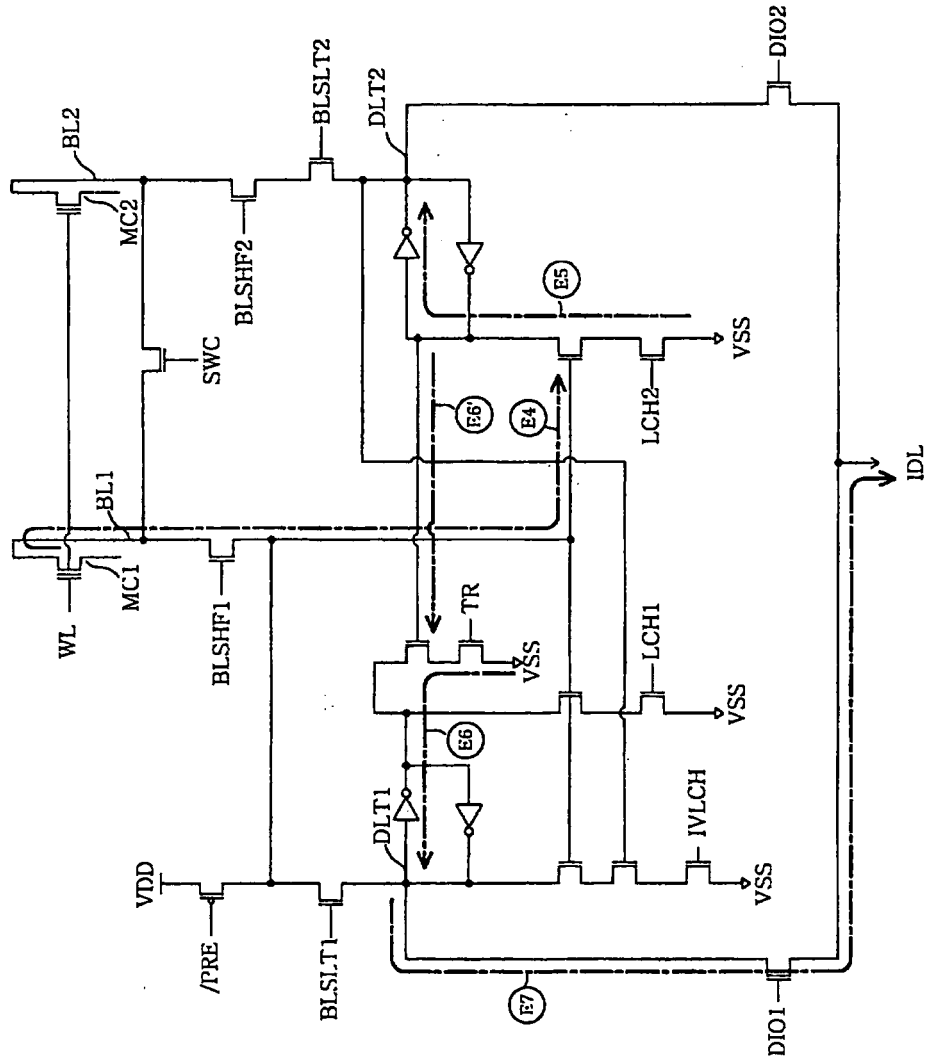 WL
MC1
BL1
MC2
BL2
SWC
BLSHF1
BLSHF2
BLSLT2
VDD
/PRE
BLSLT1
DLT1
DLT2
TR
VSS
E6'
E4
E5
E6
LCH2
VSS
LCH1
VSS
IVLCH
VSS
E7
DIO1
DIO2
IDL